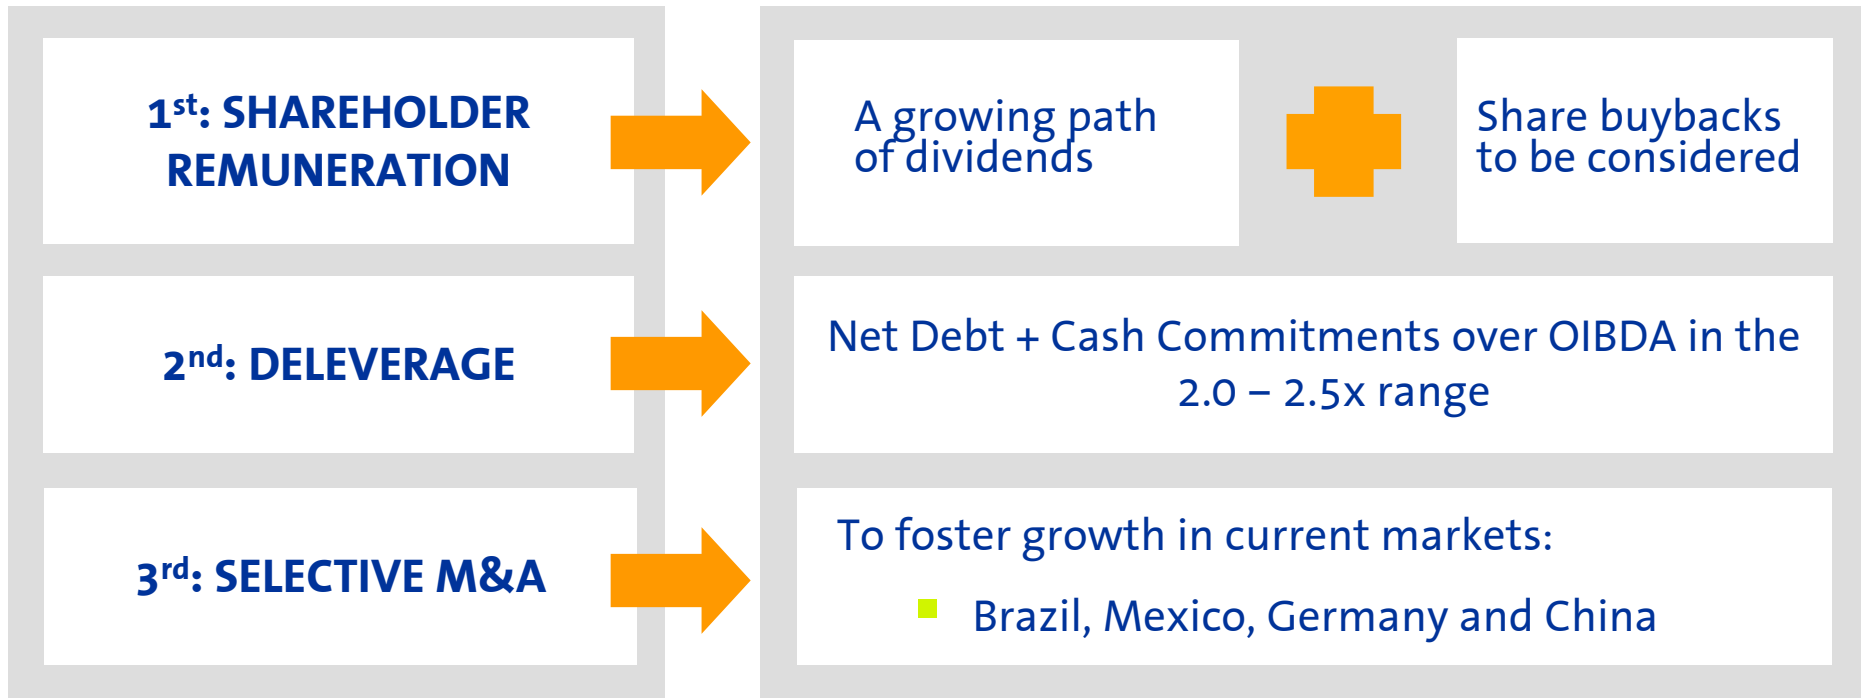 1st: SHAREHOLDER
REMUNERATION
A growing path
of dividends
Share buybacks
to be considered
2nd: DELEVERAGE
Net Debt + Cash Commitments over OIBDA in the
2.0 – 2.5x range
3rd: SELECTIVE M&A
To foster growth in current markets:
Brazil, Mexico, Germany and China